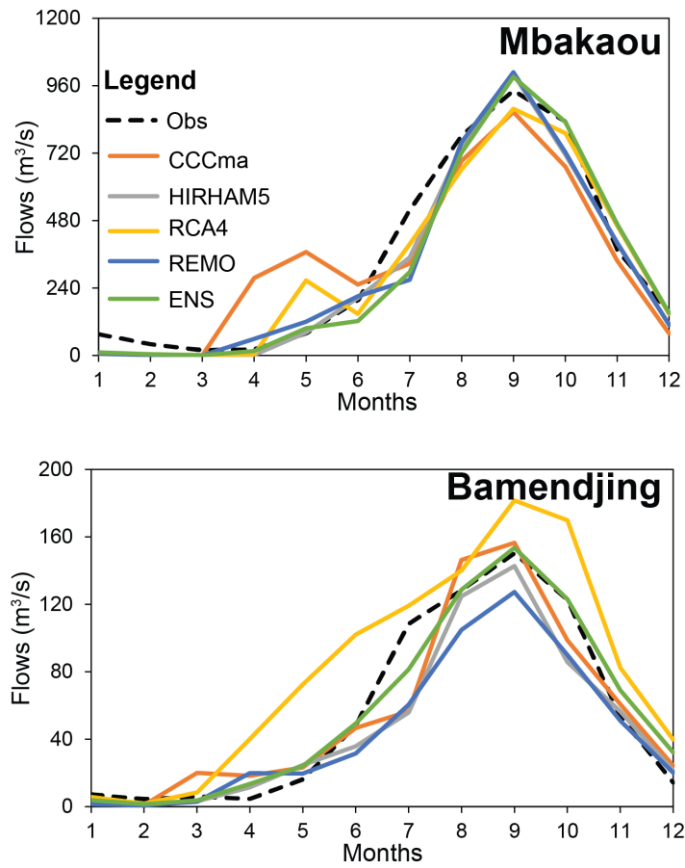 1200
Mbakaou
960
Legend
Obs
720
CCCma
HIRHAM5
480
RCA4
REMO
240
ENS
0
Flows (m³/s)
1 2 3 4 5 6 7 8 9 10 11 12
Months
200
Bamendjing
160
120
80
40
0
Flows (m³/s)
1 2 3 4 5 6 7 8 9 10 11 12
Months